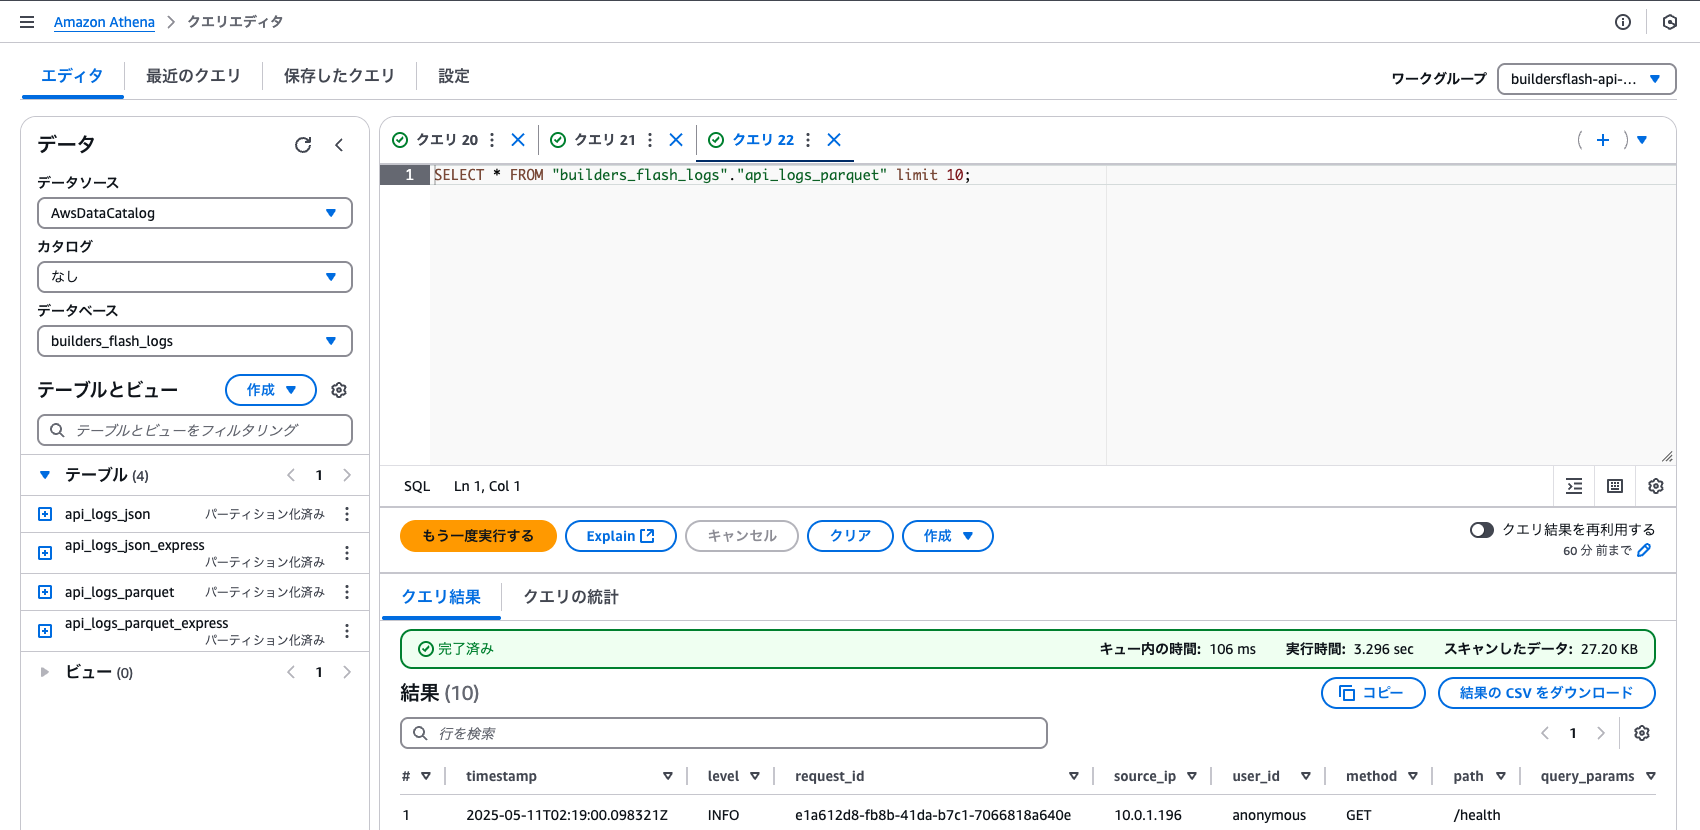 Amazon Athena > クエリエディタ
エディタ 最近のクエリ 保存したクエリ 設定
ワークグループ buildersflash-api-...
データ
データソース
AwsDataCatalog
カタログ
なし
データベース
builders_flash_logs
テーブルとビュー 作成
テーブルとビューをフィルタリング
テーブル (4) 1
api_logs_json パーティション化済み
api_logs_json_express
パーティション化済み
api_logs_parquet パーティション化済み
api_logs_parquet_express
パーティション化済み
ビュー (0) 1
クエリ 20 クエリ 21 クエリ 22
1 SELECT * FROM "builders_flash_logs"."api_logs_parquet" limit 10;
SQL Ln 1, Col 1
もう一度実行する Explain キャンセル クリア 作成
クエリ結果を再利用する
60 分 前まで
クエリ結果 クエリの統計
完了済み キュー内の時間: 106 ms 実行時間: 3.296 sec スキャンしたデータ: 27.20 KB
結果 (10) コピー 結果の CSV をダウンロード
行を検索 1
# timestamp level request_id source_ip user_id method path query_params
1 2025-05-11T02:19:00.098321Z INFO e1a612d8-fb8b-41da-b7c1-7066818a640e 10.0.1.196 anonymous GET /health